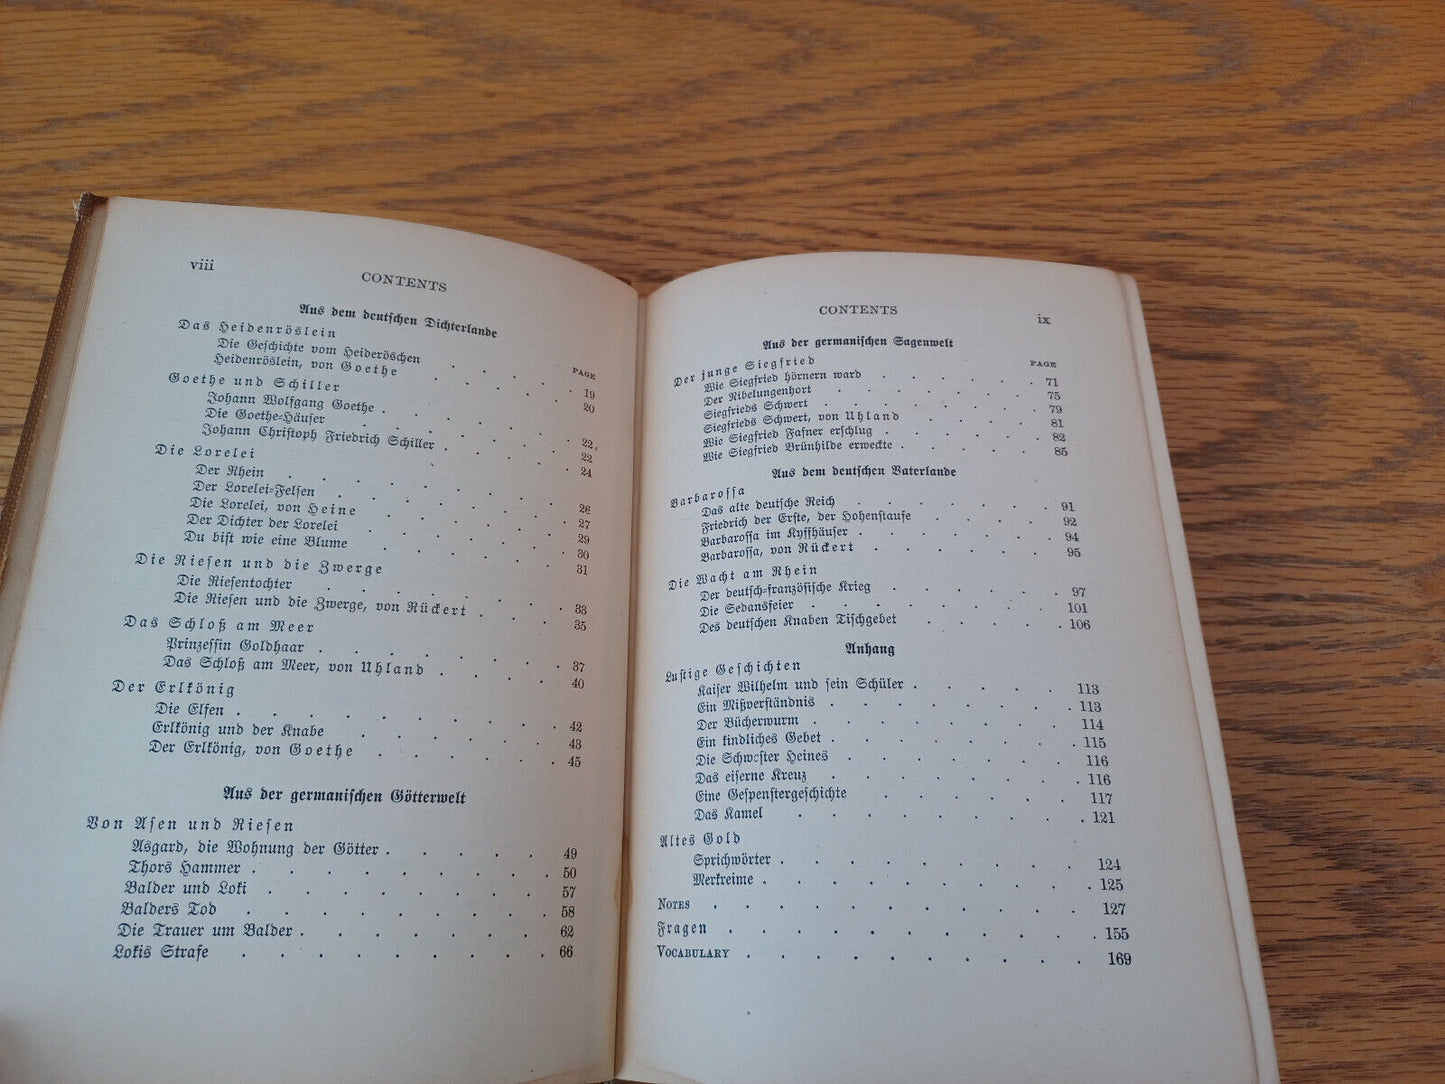 viii
CONTENTS
Aus dem deutschen Dichterlande
PAGE
Das Heidenröslein
Die Geschichte vom Heideröschen . . . . 19
Heidenröslein, von Goethe . . . . 20
Goethe und Schiller
Johann Wolfgang Goethe . . . . 22
Die Goethe-Häuser . . . . 22
Johann Christoph Friedrich Schiller . . . . 24
Die Lorelei
Der Rhein . . . . 26
Der Lorelei-Felsen . . . . 27
Die Lorelei, von Heine . . . . 29
Der Dichter der Lorelei . . . . 30
Du bist wie eine Blume . . . . 31
Die Riesen und die Zwerge
Die Riesentochter . . . . 33
Die Riesen und die Zwerge, von Rückert . . . . 35
Das Schloß am Meer
Prinzessin Goldhaar . . . . 37
Das Schloß am Meer, von Uhland . . . . 40
Der Erlkönig
Die Elfen . . . . 42
Erlkönig und der Knabe . . . . 43
Der Erlkönig, von Goethe . . . . 45
Aus der germanischen Götterwelt
Von Asen und Riesen
Asgard, die Wohnung der Götter . . . . 49
Thors Hammer . . . . 50
Balder und Loki . . . . 57
Balders Tod . . . . 58
Die Trauer um Balder . . . . 62
Lokis Strafe . . . . 66
CONTENTS
ix
Aus der germanischen Sagenwelt
PAGE
Der junge Siegfried
Wie Siegfried hörnern ward . . . . 71
Der Nibelungenhort . . . . 75
Siegfrieds Schwert . . . . 79
Siegfrieds Schwert, von Uhland . . . . 81
Wie Siegfried Fafner erschlug . . . . 82
Wie Siegfried Brünhilde erweckte . . . . 85
Aus dem deutschen Vaterlande
Barbarossa
Das alte deutsche Reich . . . . 91
Friedrich der Erste, der Hohenstaufe . . . . 92
Barbarossa im Kyffhäuser . . . . 94
Barbarossa, von Rückert . . . . 95
Die Wacht am Rhein
Der deutsch-französische Krieg . . . . 97
Die Sedansfeier . . . . 101
Des deutschen Knaben Tischgebet . . . . 106
Anhang
Lustige Geschichten
Kaiser Wilhelm und sein Schüler . . . . 113
Ein Mißverständnis . . . . 113
Der Bücherwurm . . . . 114
Ein kindliches Gebet . . . . 115
Die Schwester Heines . . . . 116
Das eiserne Kreuz . . . . 116
Eine Gespenstergeschichte . . . . 117
Das Kamel . . . . 121
Altes Gold
Sprichwörter . . . . 124
Merkreime . . . . 125
NOTES . . . . 127
Fragen . . . . 155
VOCABULARY . . . . 169